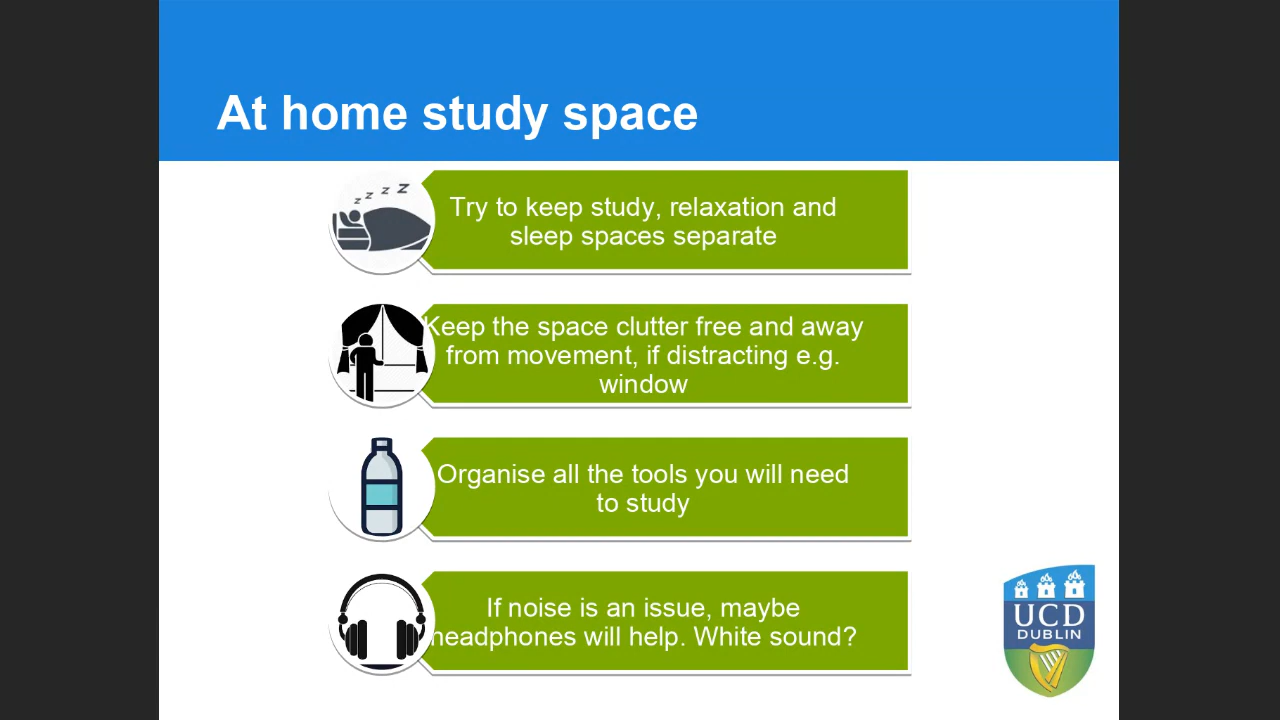 At home study space
z z z z
Try to keep study, relaxation and
sleep spaces separate
Keep the space clutter free and away
from movement, if distracting e.g.
window
Organise all the tools you will need
to study
If noise is an issue, maybe
headphones will help. White sound?
UCD
DUBLIN